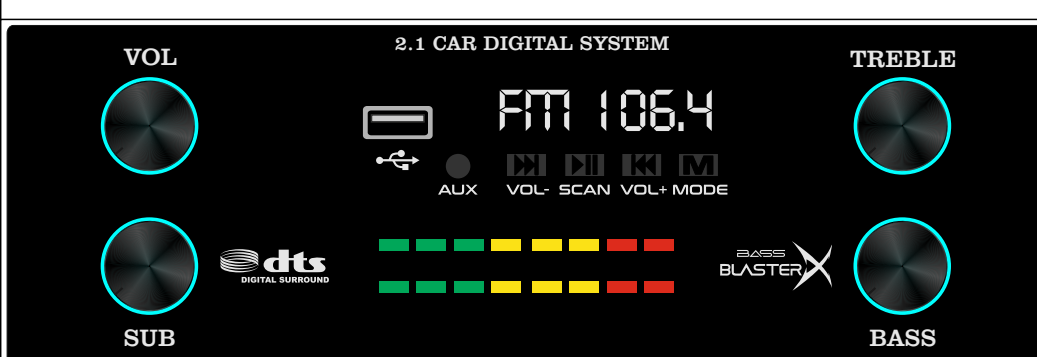 2.1 CAR DIGITAL SYSTEM
VOL
TREBLE
FM 106.4
AUX VOL- SCAN VOL+ MODE
M
dts
DIGITAL SURROUND
BASS
BLASTERX
SUB
BASS